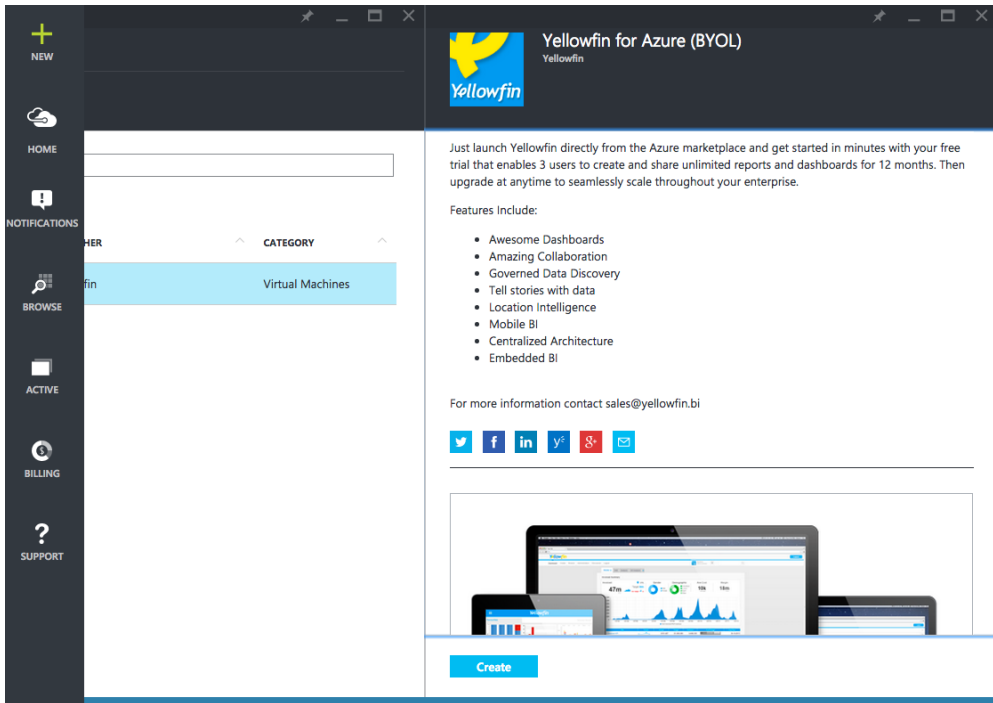 NEW
HOME
NOTIFICATIONS
BROWSE
ACTIVE
BILLING
SUPPORT
HER
CATEGORY
fin
Virtual Machines
Yellowfin
Yellowfin for Azure (BYOL)
Yellowfin
Just launch Yellowfin directly from the Azure marketplace and get started in minutes with your free
trial that enables 3 users to create and share unlimited reports and dashboards for 12 months. Then
upgrade at anytime to seamlessly scale throughout your enterprise.
Features Include:
• Awesome Dashboards
• Amazing Collaboration
• Governed Data Discovery
• Tell stories with data
• Location Intelligence
• Mobile BI
• Centralized Architecture
• Embedded BI
For more information contact sales@yellowfin.bi
47m
Create